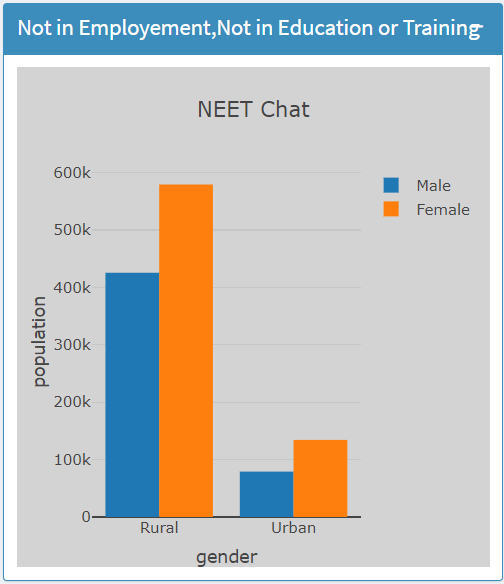 Not in Employement,Not in Education or Training
NEET Chat
600k
500k
400k
300k
200k
100k
0
population
Rural
Urban
gender
Male
Female